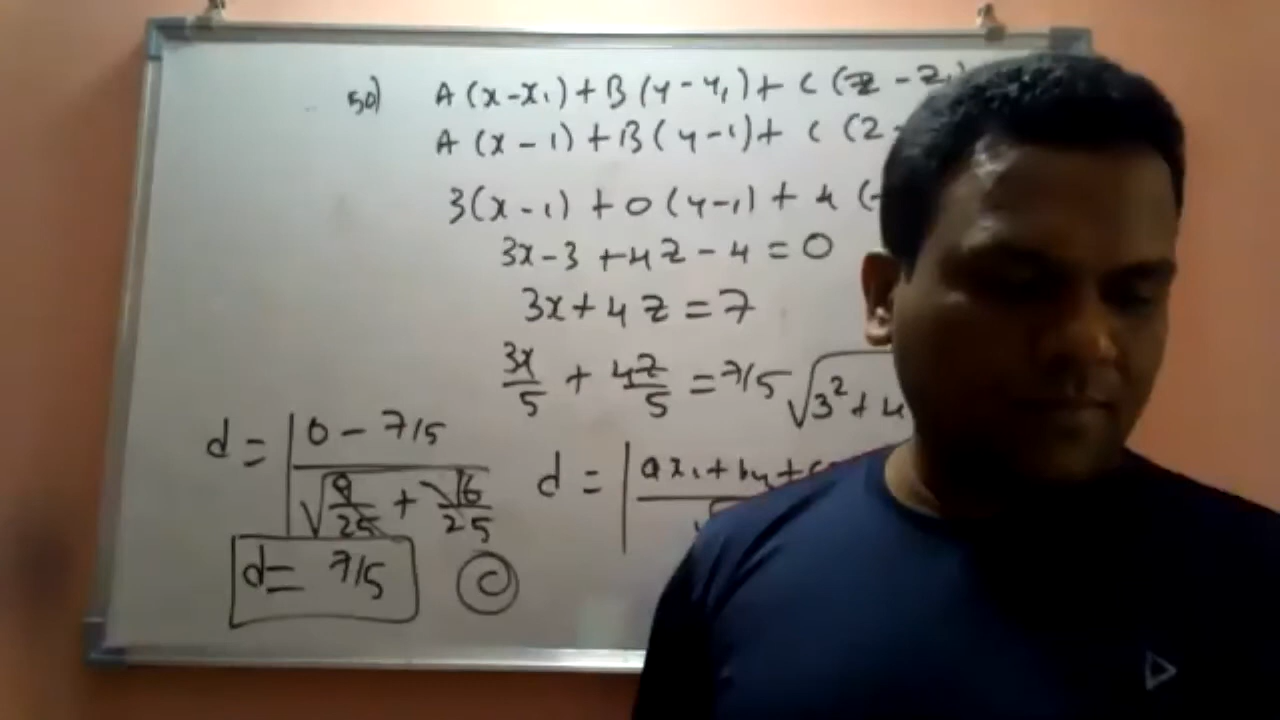 50) A(x-x₁)+B(y-y₁)+C(z-z₁)
A(x-1)+B(y-1)+C(z-
3(x-1)+0(y-1)+4(
3x-3+4z-4=0
3x+4z=7
3x/5 + 4z/5 = 7/5 √3²+4
d = |0-7/5 / √9/25 + √16/25
d = |ax₁+by+c
d = 7/5 C